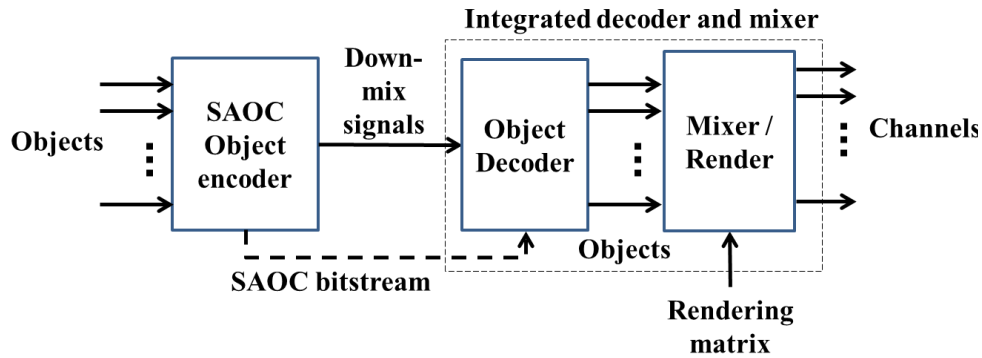 Integrated decoder and mixer
Down-
mix
signals
SAOC
Object
encoder
Objects
Object
Decoder
Mixer /
Render
Channels
Objects
SAOC bitstream
Rendering
matrix